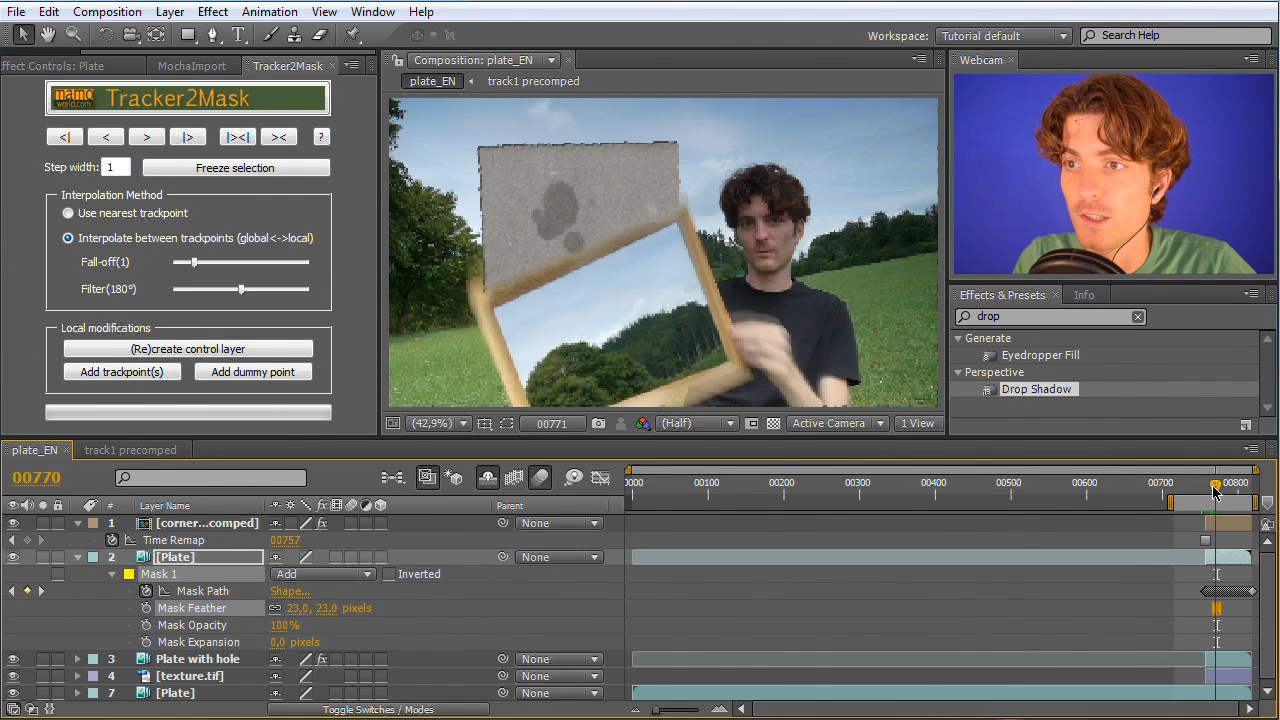 File Edit Composition Layer Effect Animation View Window Help
Workspace: Tutorial default Search Help
ffect Controls: Plate MochaImport Tracker2Mask
mamo world.com Tracker2Mask
<| < > |> |><| >< ?
Step width: 1 Freeze selection
Interpolation Method
Use nearest trackpoint
Interpolate between trackpoints (global<->local)
Fall-off(1)
Filter(180°)
Local modifications
(Re)create control layer
Add trackpoint(s) Add dummy point
Composition: plate_EN
plate_EN track1 precomped
(42,9%) 00771 (Half) Active Camera 1 View
Webcam
Effects & Presets Info
drop
Generate
Eyedropper Fill
Perspective
Drop Shadow
plate_EN track1 precomped
00770
0000 00100 00200 00300 00400 00500 00600 00700 00800
# Layer Name Parent
1 [corner...comped] None
Time Remap 00757
2 [Plate] None
Mask 1 Add Inverted
Mask Path Shape...
Mask Feather 23,0, 23,0 pixels
Mask Opacity 100%
Mask Expansion 0,0 pixels
3 Plate with hole None
4 [texture.tif] None
7 [Plate] None
Toggle Switches / Modes